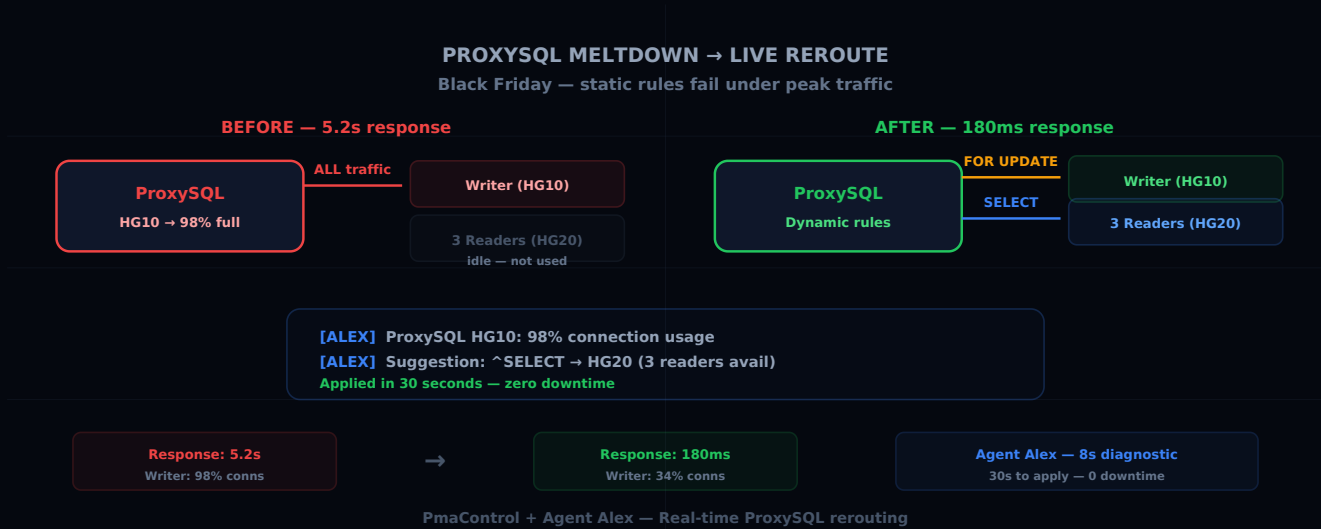 PROXYSQL MELTDOWN → LIVE REROUTE
Black Friday — static rules fail under peak traffic
BEFORE — 5.2s response
ProxySQL
HG10 → 98% full
ALL traffic
Writer (HG10)
3 Readers (HG20)
idle — not used
AFTER — 180ms response
ProxySQL
Dynamic rules
FOR UPDATE
SELECT
Writer (HG10)
3 Readers (HG20)
[ALEX] ProxySQL HG10: 98% connection usage
[ALEX] Suggestion: ^SELECT → HG20 (3 readers avail)
Applied in 30 seconds — zero downtime
Response: 5.2s
Writer: 98% conns
→
Response: 180ms
Writer: 34% conns
Agent Alex — 8s diagnostic
30s to apply — 0 downtime
PmaControl + Agent Alex — Real-time ProxySQL rerouting